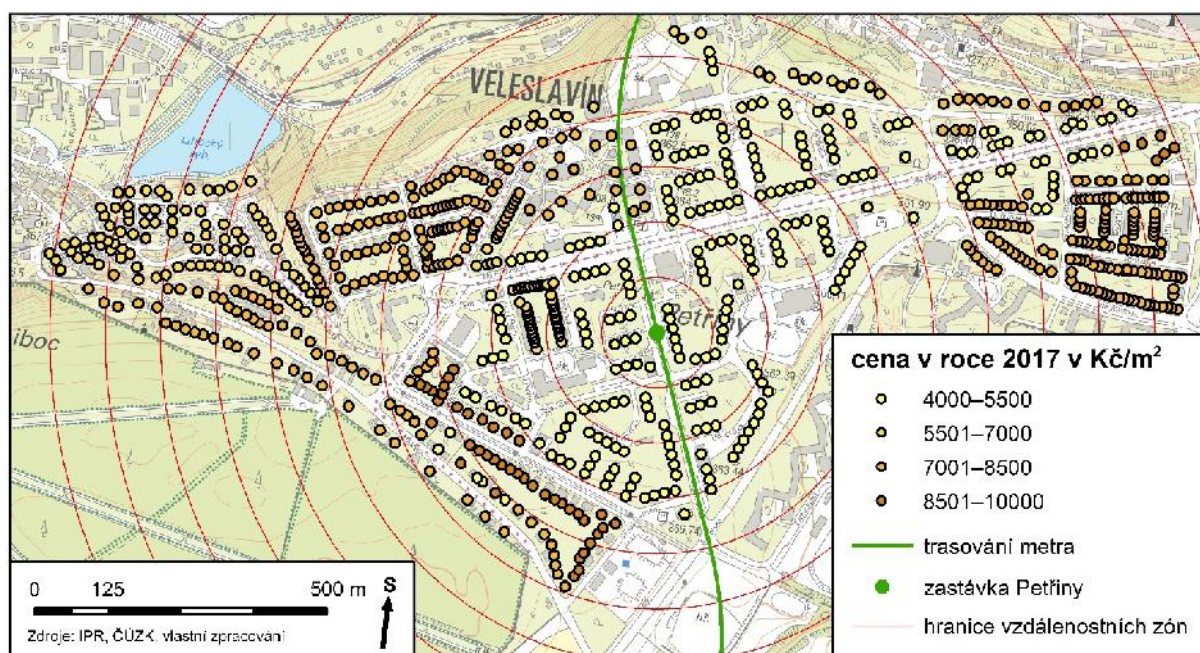 VELESLAVÍN
Petřiny
iboc
cena v roce 2017 v Kč/m²
4000–5500
5501–7000
7001–8500
8501–10000
trasování metra
zastávka Petřiny
hranice vzdálenostních zón
0 125 500 m
S
Zdroje: IPR, ČÚZK, vlastní zpracování